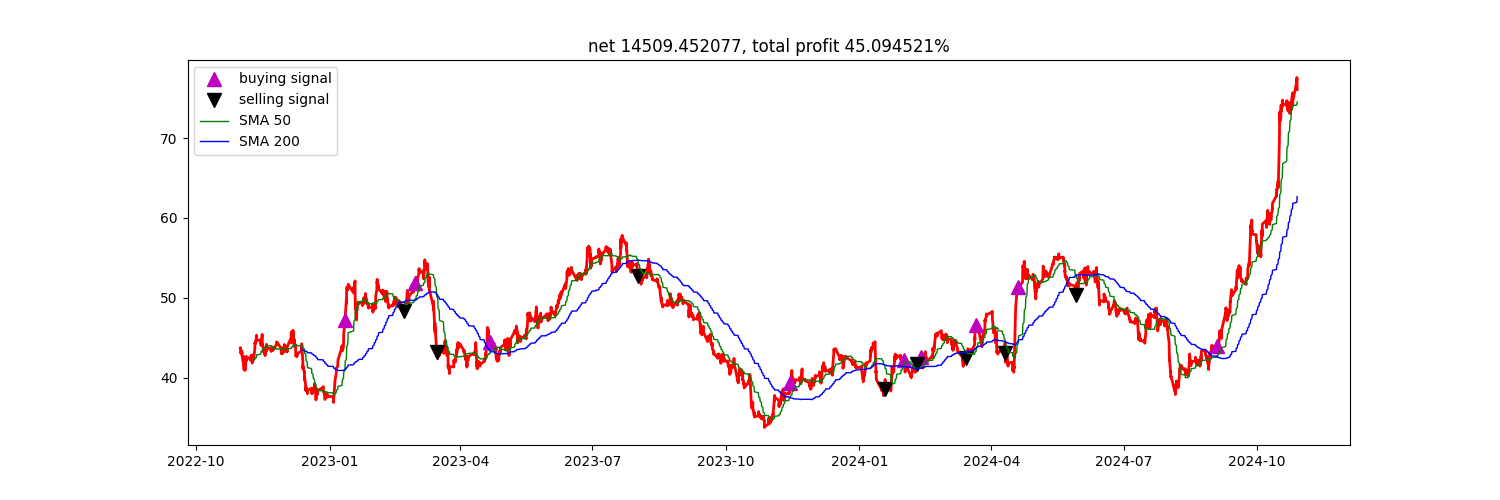 net 14509.452077, total profit 45.094521%
buying signal
selling signal
SMA 50
SMA 200
70
60
50
40
2022-10
2023-01
2023-04
2023-07
2023-10
2024-01
2024-04
2024-07
2024-10